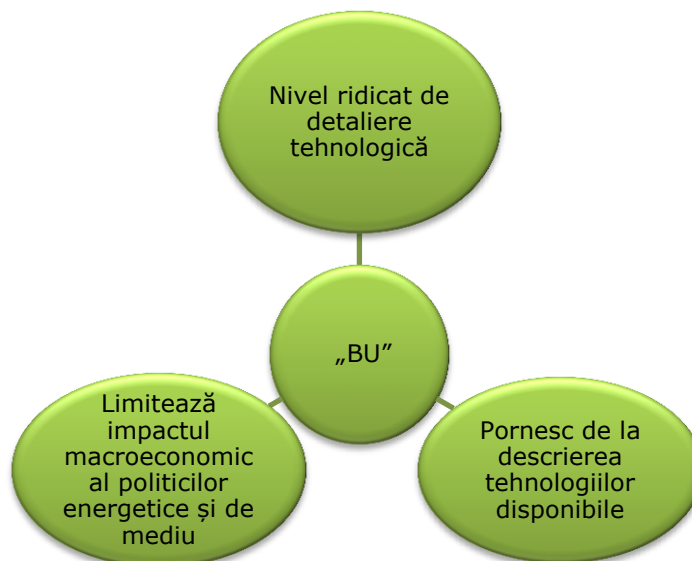 Nivel ridicat de
detaliere
tehnologică
„BU”
Limitează
impactul
macroeconomic
al politicilor
energetice și de
mediu
Pornesc de la
descrierea
tehnologiilor
disponibile